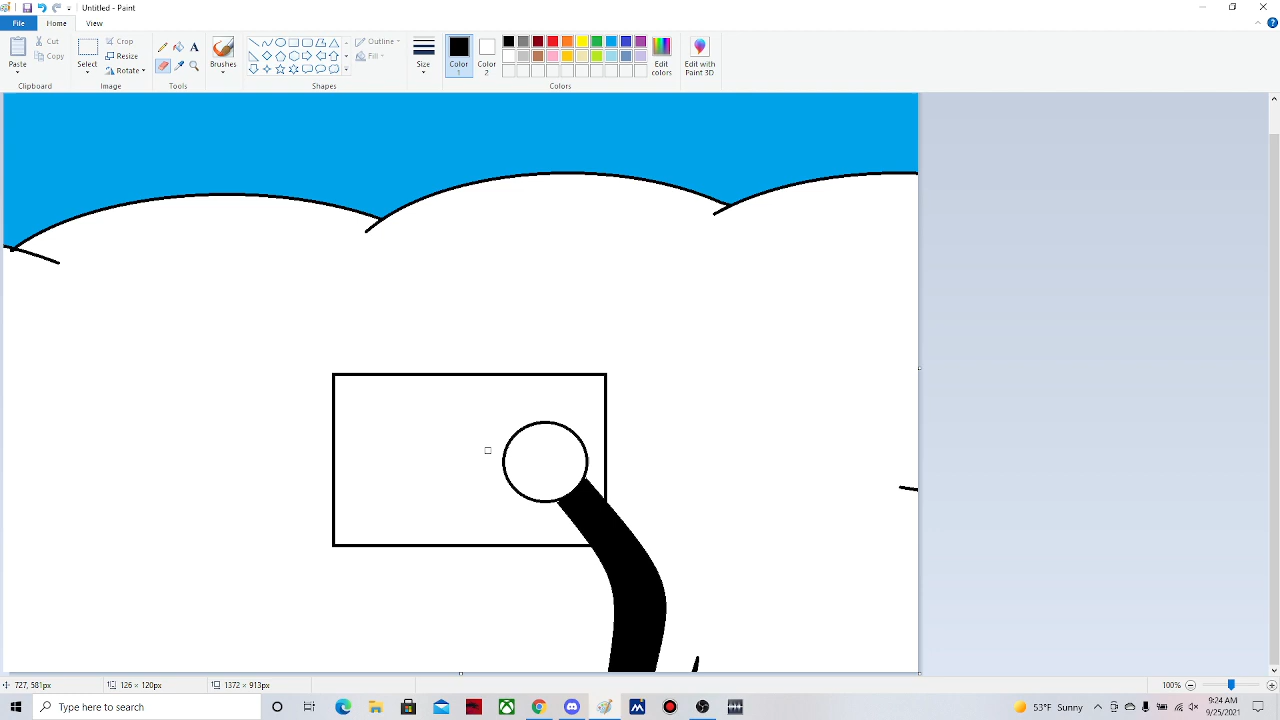 Untitled - Paint
File Home View
Paste
Cut
Copy
Clipboard
Select
Crop
Resize
Rotate
Image
A
Tools
Brushes
Outline
Fill
Shapes
Size
Color 1
Color 2
Edit colors
Edit with Paint 3D
Colors
727, 581px
126 × 120px
1372 × 913px
100%
Type here to search
53°F Sunny
9:24 AM
9/25/2021